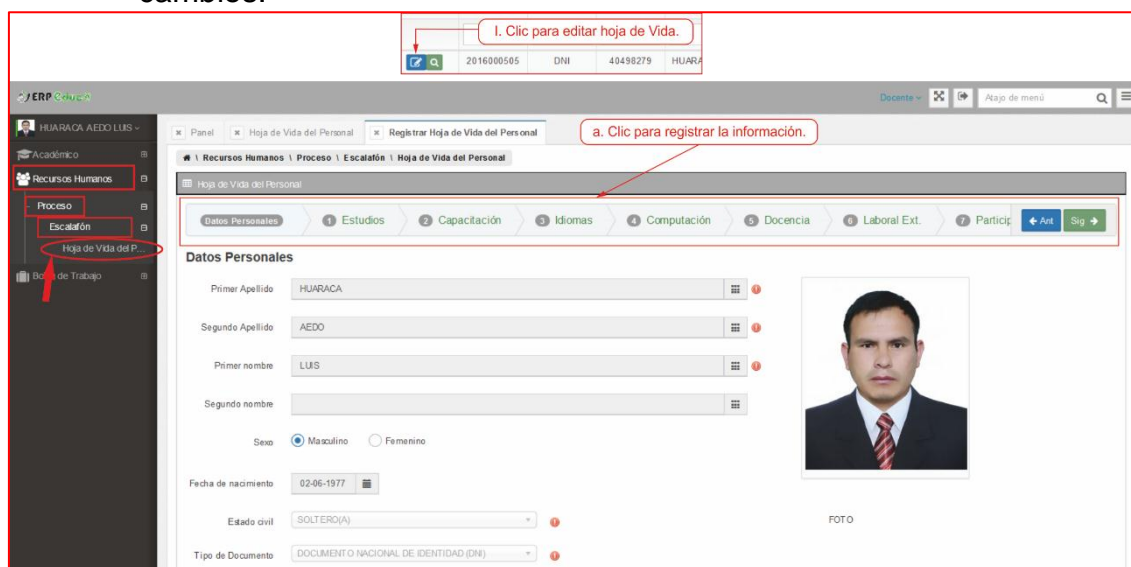 cambios.
I. Clic para editar hoja de Vida.
2016000505 DNI 40498279 HUARA
ERP Educ
Docente
Atajo de menú
HUARACA AEDO LUIS
Panel
Hoja de Vida del Personal
Registrar Hoja de Vida del Personal
a. Clic para registrar la información.
Académico
\ Recursos Humanos \ Proceso \ Escalafón \ Hoja de Vida del Personal
Recursos Humanos
Hoja de Vida del Personal
Proceso
Escalafón
Hoja de Vida del P...
de Trabajo
Datos Personales 1 Estudios 2 Capacitación 3 Idiomas 4 Computación 5 Docencia 6 Laboral Ext. 7 Particip Ant Sig
Datos Personales
Primer Apellido HUARACA
Segundo Apellido AEDO
Primer nombre LUIS
Segundo nombre
Sexo Masculino Femenino
Fecha de nacimiento 02-06-1977
Estado civil SOLTERO(A)
FOTO
Tipo de Documento DOCUMENTO NACIONAL DE IDENTIDAD (DNI)